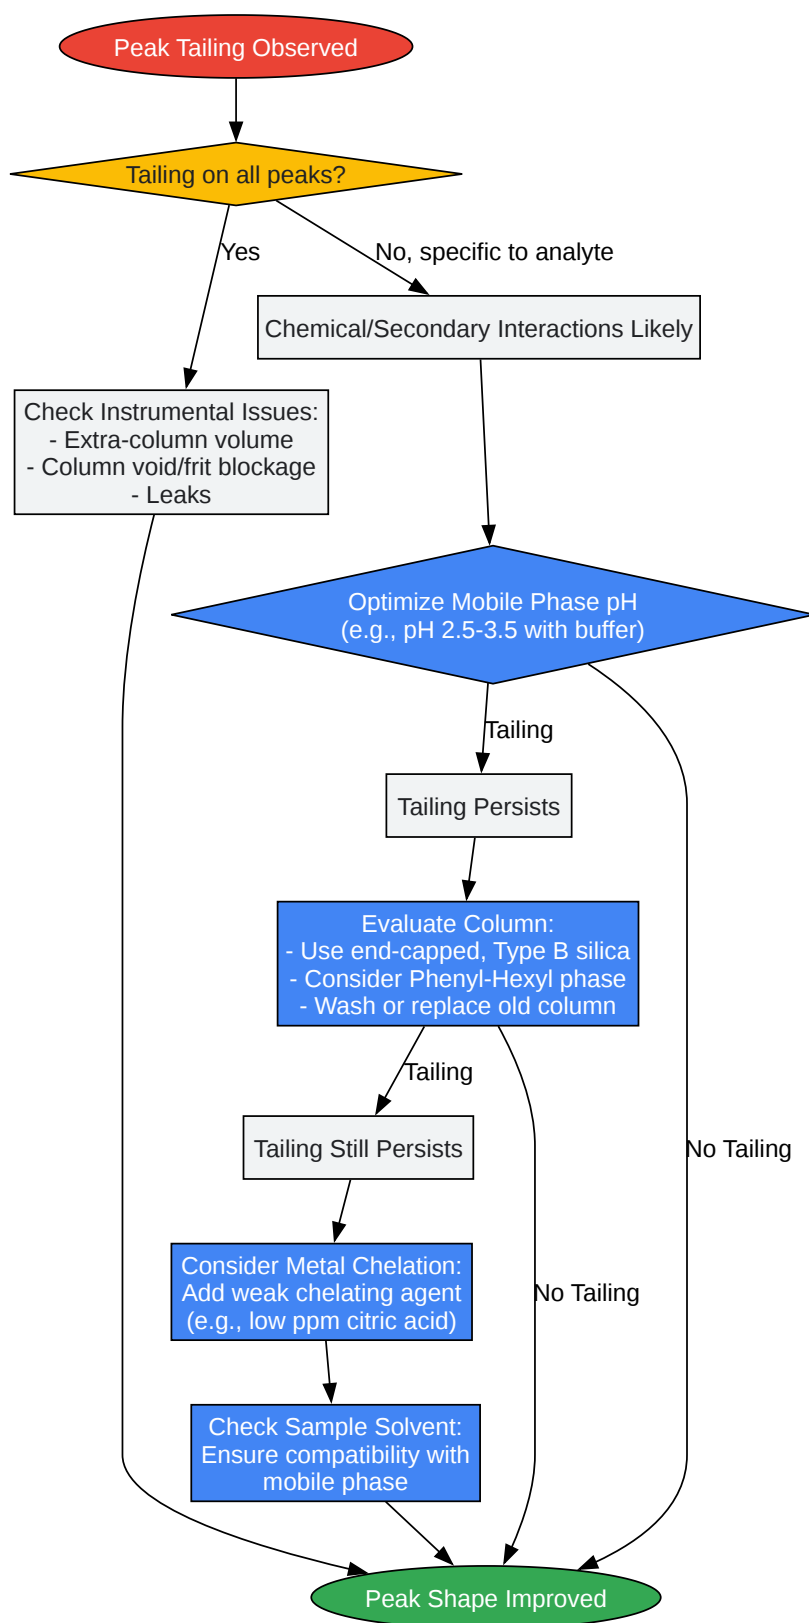 Peak Tailing Observed
Tailing on all peaks?
Yes
No, specific to analyte
Chemical/Secondary Interactions Likely
Check Instrumental Issues:
- Extra-column volume
- Column void/frit blockage
- Leaks
Optimize Mobile Phase pH
(e.g., pH 2.5-3.5 with buffer)
Tailing
Tailing Persists
Evaluate Column:
- Use end-capped, Type B silica
- Consider Phenyl-Hexyl phase
- Wash or replace old column
Tailing
Tailing Still Persists
No Tailing
Consider Metal Chelation:
Add weak chelating agent
(e.g., low ppm citric acid)
No Tailing
Check Sample Solvent:
Ensure compatibility with
mobile phase
Peak Shape Improved